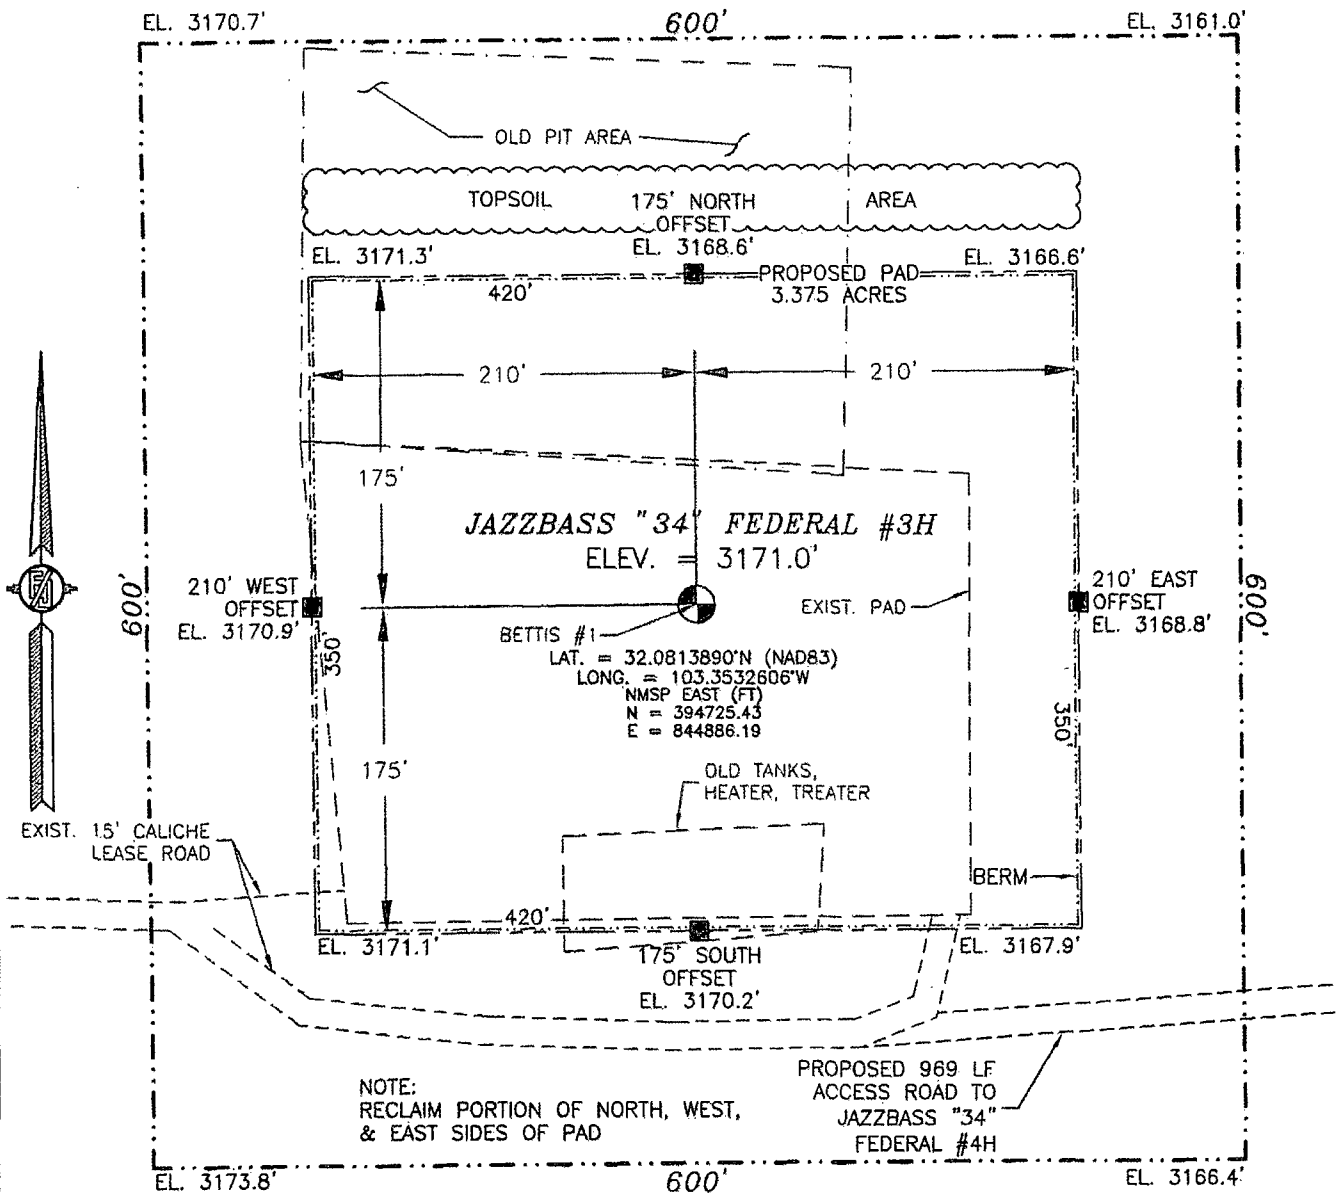 EL. 3170.7'
600'
EL. 3161.0'
OLD PIT AREA
TOPSOIL
AREA
175' NORTH
OFFSET
EL. 3168.6'
EL. 3171.3'
EL. 3166.6'
PROPOSED PAD
3.375 ACRES
420'
210'
210'
175'
JAZZBASS "34" FEDERAL #3H
ELEV. = 3171.0'
600'
210' WEST
OFFSET
EL. 3170.9'
350'
BETTIS #1
EXIST. PAD
210' EAST
OFFSET
EL. 3168.8'
600'
LAT. = 32.0813890°N (NAD83)
LONG. = 103.3532606°W
NMSP EAST (FT)
N = 394725.43
E = 844886.19
350'
175'
OLD TANKS,
HEATER, TREATER
EXIST. 15' CALICHE
LEASE ROAD
BERM
420'
EL. 3171.1'
EL. 3167.9'
175' SOUTH
OFFSET
EL. 3170.2'
NOTE:
RECLAIM PORTION OF NORTH, WEST,
& EAST SIDES OF PAD
PROPOSED 969 LF
ACCESS ROAD TO
JAZZBASS "34"
FEDERAL #4H
EL. 3173.8'
600'
EL. 3166.4'